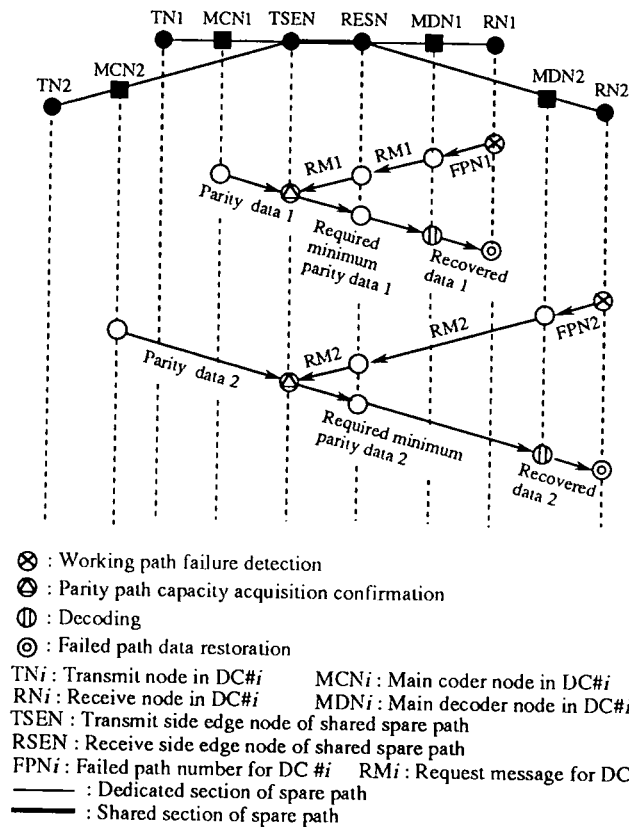 TN1 MCN1 TSEN RESN MDN1 RN1
TN2 MCN2 MDN2 RN2
RM1 RM1 FPN1
Parity data 1
Required
minimum
parity data 1
Recovered
data 1
RM2 RM2 FPN2
Parity data 2
Required minimum
parity data 2
Recovered
data 2
: Working path failure detection
: Parity path capacity acquisition confirmation
: Decoding
: Failed path data restoration
TNi : Transmit node in DC#i MCNi : Main coder node in DC#i
RNi : Receive node in DC#i MDNi : Main decoder node in DC#i
TSEN : Transmit side edge node of shared spare path
RSEN : Receive side edge node of shared spare path
FPNi : Failed path number for DC #i RMi : Request message for DC
: Dedicated section of spare path
: Shared section of spare path